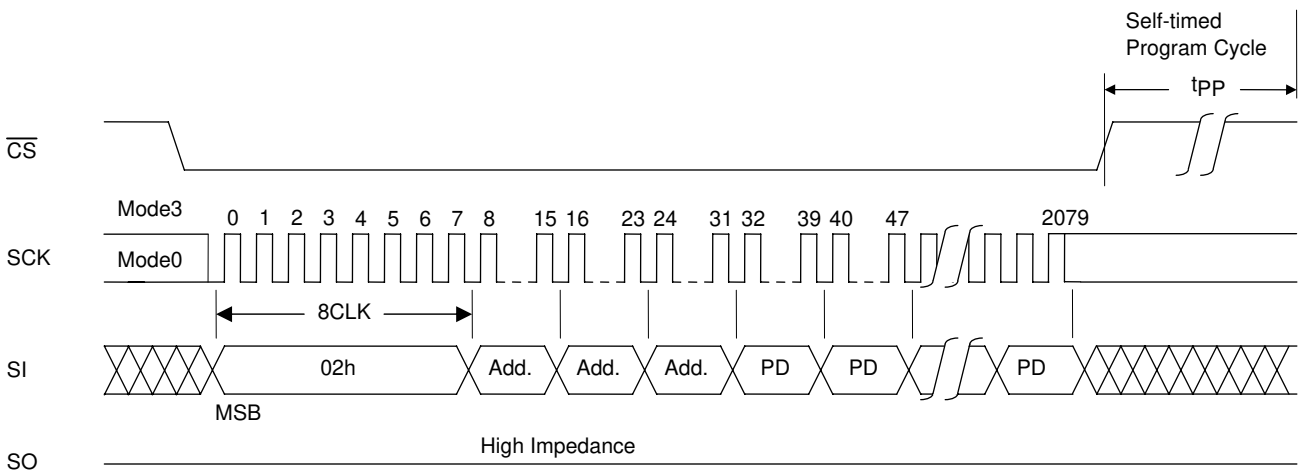 Self-timed
Program Cycle
tPP
CS
Mode3
0 1 2 3 4 5 6 7 8 15 16 23 24 31 32 39 40 47 2079
SCK
Mode0
8CLK
SI
02h Add. Add. Add. PD PD PD
MSB
High Impedance
SO